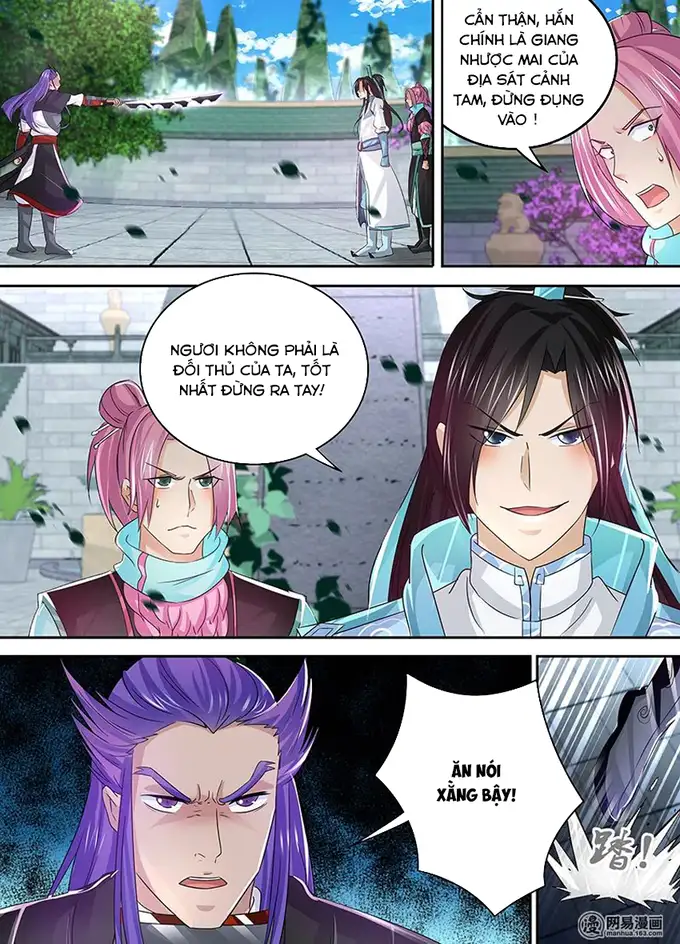 CẨN THẬN, HẮN
CHÍNH LÀ GIANG
NHƯỢC MAI CỦA
ĐỊA SÁT CẢNH
TAM, ĐỪNG ĐỤNG
VÀO !
NGƯƠI KHÔNG PHẢI LÀ
ĐỐI THỦ CỦA TA, TỐT
NHẤT ĐỪNG RA TAY!
ĂN NÓI
XẰNG BẬY!
踏!
网易漫画
manhua.163.com